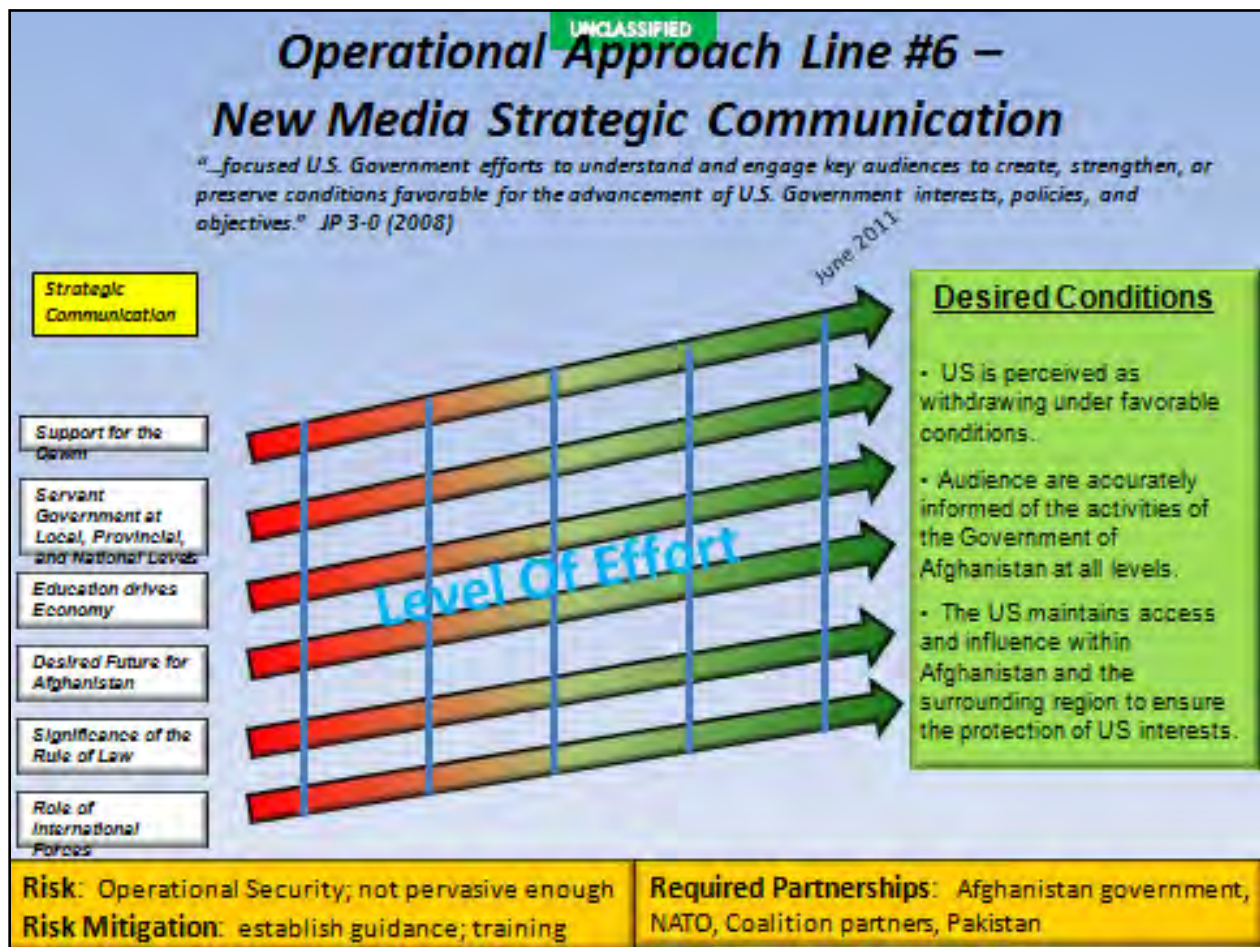 UNCLASSIFIED
Operational Approach Line #6 –
New Media Strategic Communication
"…focused U.S. Government efforts to understand and engage key audiences to create, strengthen, or
preserve conditions favorable for the advancement of U.S. Government interests, policies, and
objectives." JP 3-0 (2008)
June 2011
Strategic
Communication
Support for the
Qawm
Servant
Government at
Local, Provincial,
and National Levels
Education drives
Economy
Desired Future for
Afghanistan
Significance of the
Rule of Law
Role of
International
Forces
Level Of Effort
Desired Conditions
• US is perceived as
withdrawing under favorable
conditions.
• Audience are accurately
informed of the activities of
the Government of
Afghanistan at all levels.
• The US maintains access
and influence within
Afghanistan and the
surrounding region to ensure
the protection of US interests.
Risk: Operational Security; not pervasive enough
Risk Mitigation: establish guidance; training
Required Partnerships: Afghanistan government,
NATO, Coalition partners, Pakistan